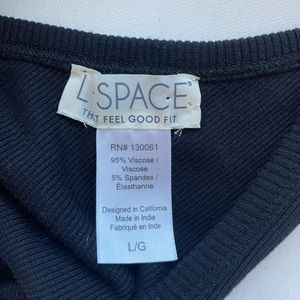 L*SPACE®
THAT FEEL GOOD FIT
RN# 130061
95% Viscose /
Viscose
5% Spandex /
Élasthanne
Designed in California
Made in India
Fabriqué en Inde
L/G